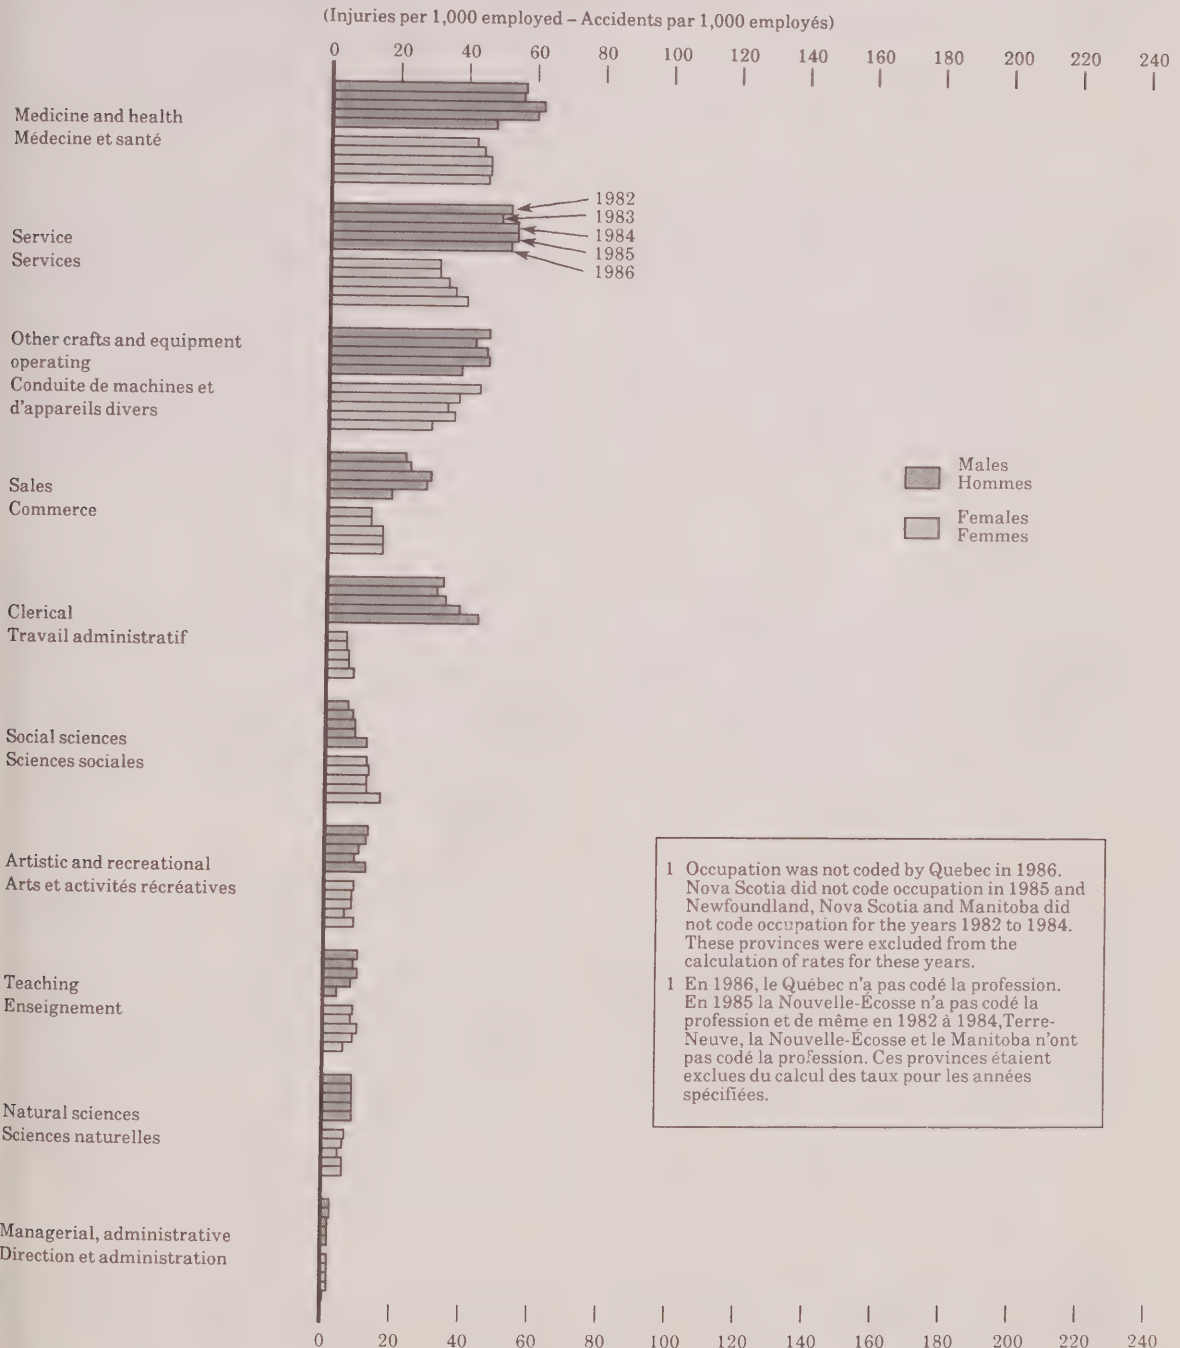 (Injuries per 1,000 employed – Accidents par 1,000 employés)
0 20 40 60 80 100 120 140 160 180 200 220 240
Medicine and health
Médecine et santé
1982
1983
1984
1985
1986
Service
Services
Other crafts and equipment
operating
Conduite de machines et
d'appareils divers
Males
Hommes
Females
Femmes
Sales
Commerce
Clerical
Travail administratif
Social sciences
Sciences sociales
Artistic and recreational
Arts et activités récréatives
Teaching
Enseignement
Natural sciences
Sciences naturelles
Managerial, administrative
Direction et administration
1 Occupation was not coded by Quebec in 1986.
Nova Scotia did not code occupation in 1985 and
Newfoundland, Nova Scotia and Manitoba did
not code occupation for the years 1982 to 1984.
These provinces were excluded from the
calculation of rates for these years.
1 En 1986, le Québec n'a pas codé la profession.
En 1985 la Nouvelle-Écosse n'a pas codé la
profession et de même en 1982 à 1984,Terre-
Neuve, la Nouvelle-Écosse et le Manitoba n'ont
pas codé la profession. Ces provinces étaient
exclues du calcul des taux pour les années
spécifiées.
0 20 40 60 80 100 120 140 160 180 200 220 240